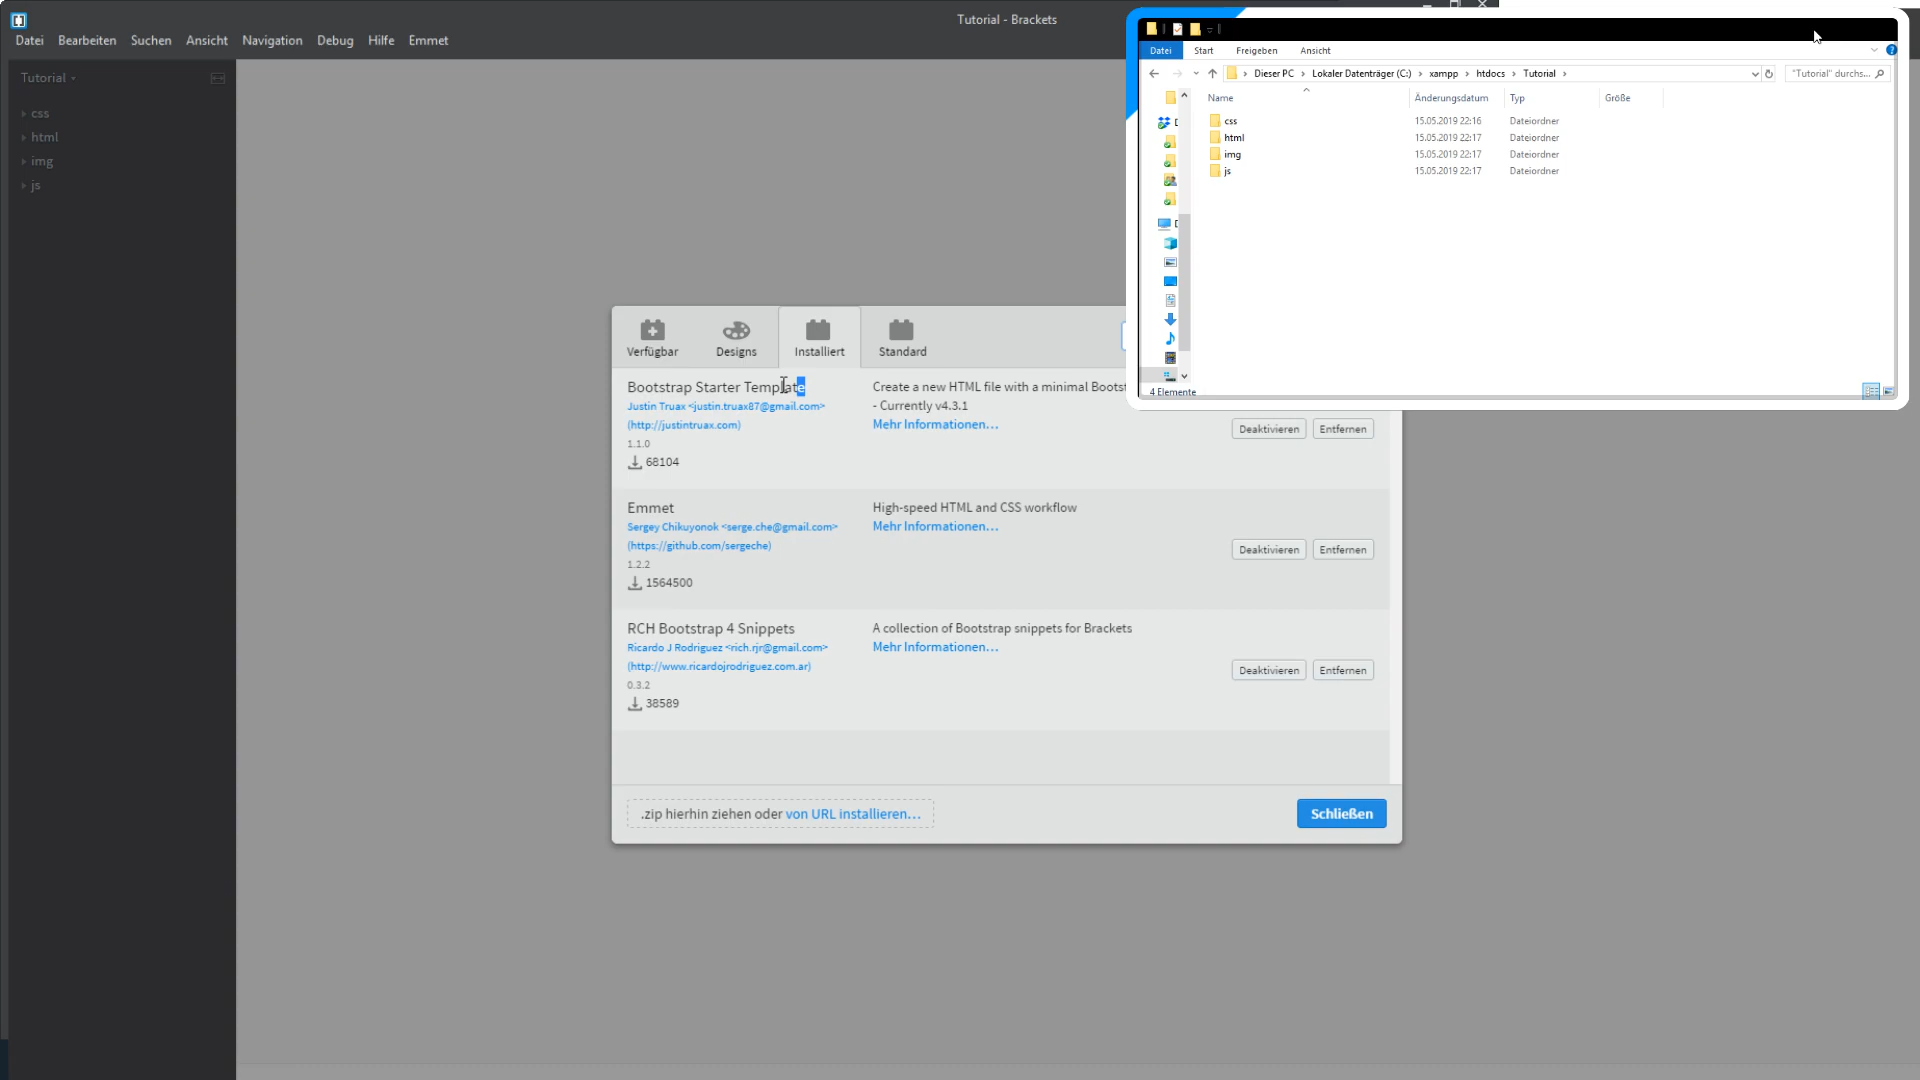 Tutorial - Brackets
Datei Bearbeiten Suchen Ansicht Navigation Debug Hilfe Emmet
Tutorial
css
html
img
js
Datei Start Freigeben Ansicht
Dieser PC › Lokaler Datenträger (C:) › xampp › htdocs › Tutorial ›
"Tutorial" durchs...
Name Änderungsdatum Typ Größe
css 15.05.2019 22:16 Dateiordner
html 15.05.2019 22:17 Dateiordner
img 15.05.2019 22:17 Dateiordner
js 15.05.2019 22:17 Dateiordner
4 Elemente
Verfügbar Designs Installiert Standard
Bootstrap Starter Template
Justin Truax <justin.truax87@gmail.com>
(http://justintruax.com)
1.1.0
68104
Create a new HTML file with a minimal Bootst
- Currently v4.3.1
Mehr Informationen...
Deaktivieren Entfernen
Emmet
Sergey Chikuyonok <serge.che@gmail.com>
(https://github.com/sergeche)
1.2.2
1564500
High-speed HTML and CSS workflow
Mehr Informationen...
Deaktivieren Entfernen
RCH Bootstrap 4 Snippets
Ricardo J Rodriguez <rich.rjr@gmail.com>
(http://www.ricardojrodriguez.com.ar)
0.3.2
38589
A collection of Bootstrap snippets for Brackets
Mehr Informationen...
Deaktivieren Entfernen
.zip hierhin ziehen oder von URL installieren...
Schließen